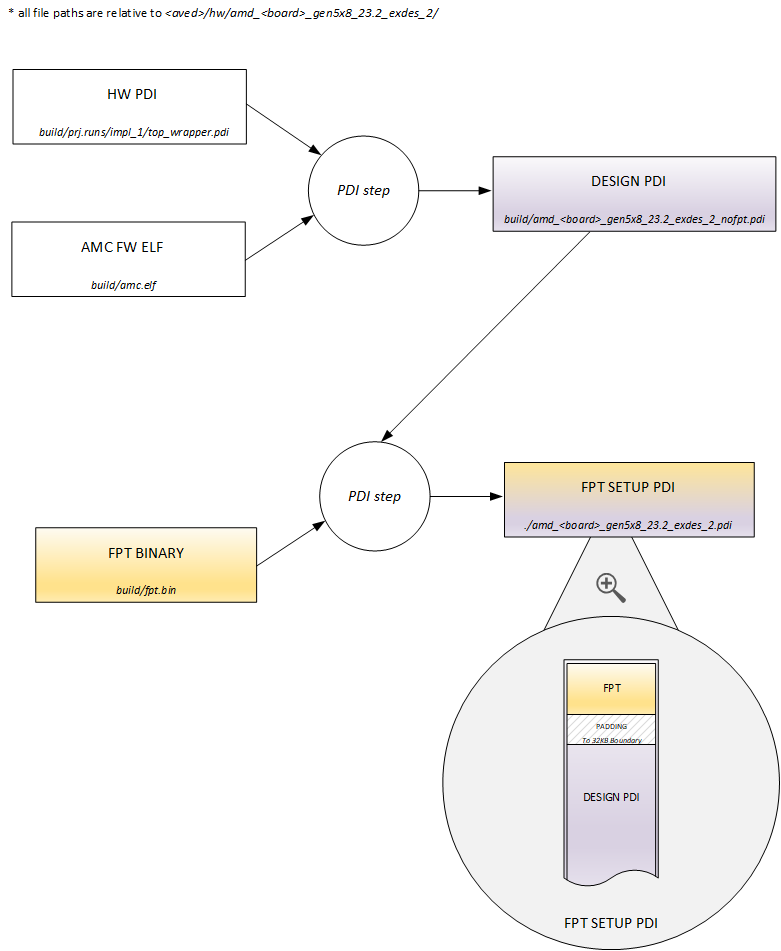 * all file paths are relative to <aved>/hw/amd_<board>_gen5x8_23.2_exdes_2/
HW PDI
build/prj.runs/impl_1/top_wrapper.pdi
PDI step
DESIGN PDI
build/amd_<board>_gen5x8_23.2_exdes_2_nofpt.pdi
AMC FW ELF
build/amc.elf
PDI step
FPT SETUP PDI
./amd_<board>_gen5x8_23.2_exdes_2.pdi
FPT BINARY
build/fpt.bin
FPT
PADDING
To 32KB Boundary
DESIGN PDI
FPT SETUP PDI